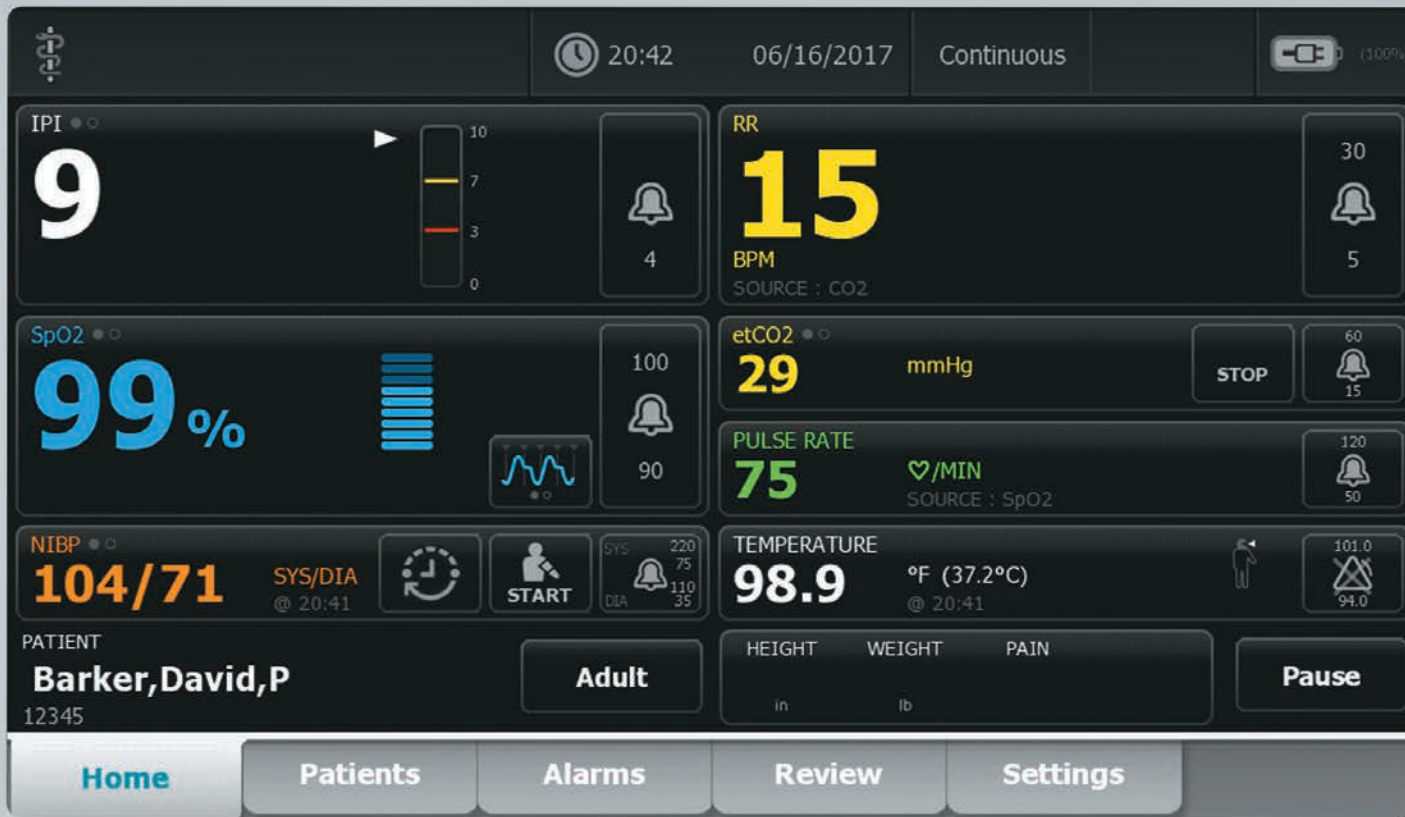 20:42 06/16/2017 Continuous (100%
IPI
9
10
7
3
0
4
RR
15
BPM
SOURCE : CO2
30
5
SpO2
99 %
100
90
etCO2
29 mmHg
STOP
60
15
PULSE RATE
75 ♡/MIN
SOURCE : SpO2
120
50
NIBP
104/71 SYS/DIA
@ 20:41
START
SYS 220
75
110
DIA 35
TEMPERATURE
98.9 °F (37.2°C)
@ 20:41
101.0
94.0
PATIENT
Barker,David,P
12345
Adult
HEIGHT WEIGHT PAIN
in lb
Pause
Home Patients Alarms Review Settings